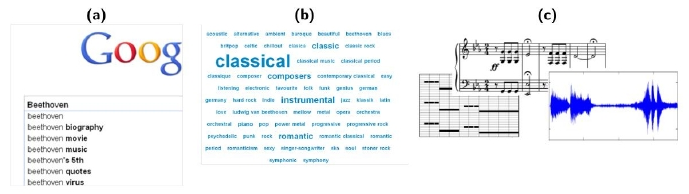 (a) (b) (c)
Goog
Beethoven
beethoven
beethoven biography
beethoven movie
beethoven music
beethoven's 5th
beethoven quotes
beethoven virus
acoustic alternative ambient baroque beautiful beethoven blues
britpop celtic chillout clasica classic classic rock
classical classical music classical period
classique composer composers contemporary classical easy
listening electronic favourite folk funk genius german
germany hard rock indie instrumental jazz klassik latin
love ludwig van beethoven mellow metal opera orchestra
orchestral piano pop power metal progressive progressive rock
psychedelic punk rock romantic romantic classical romantic
period romanticism sexy singer-songwriter ska soul stoner rock
symphonic symphony
ff